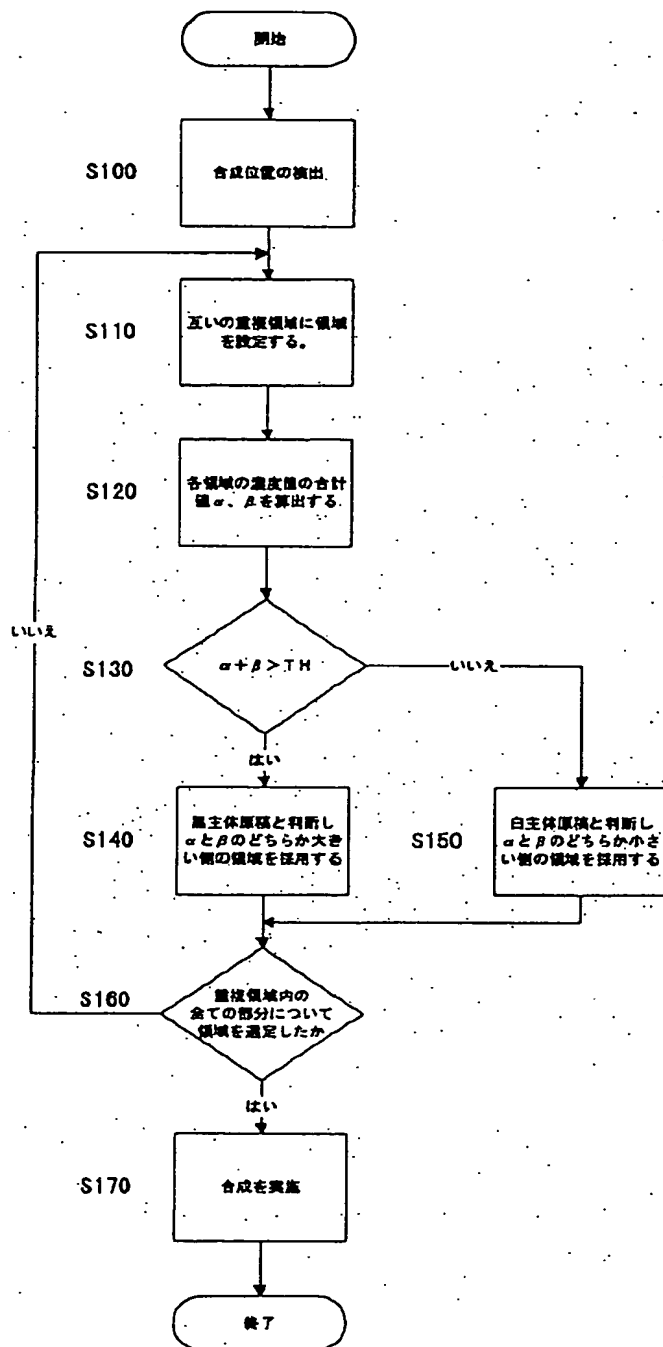 開始
S100
合成位置の検出
S110
互いの重複領域に領域
を設定する。
S120
各領域の濃度値の合計
値α、βを算出する
いいえ
S130
α+β>TH
いいえ
はい
S140
黒主体原稿と判断し
αとβのどちらか大き
い側の領域を採用する
S150
白主体原稿と判断し
αとβのどちらか小さ
い側の領域を採用する
S160
重複領域内の
全ての部分について
領域を選定したか
はい
S170
合成を実施
終了